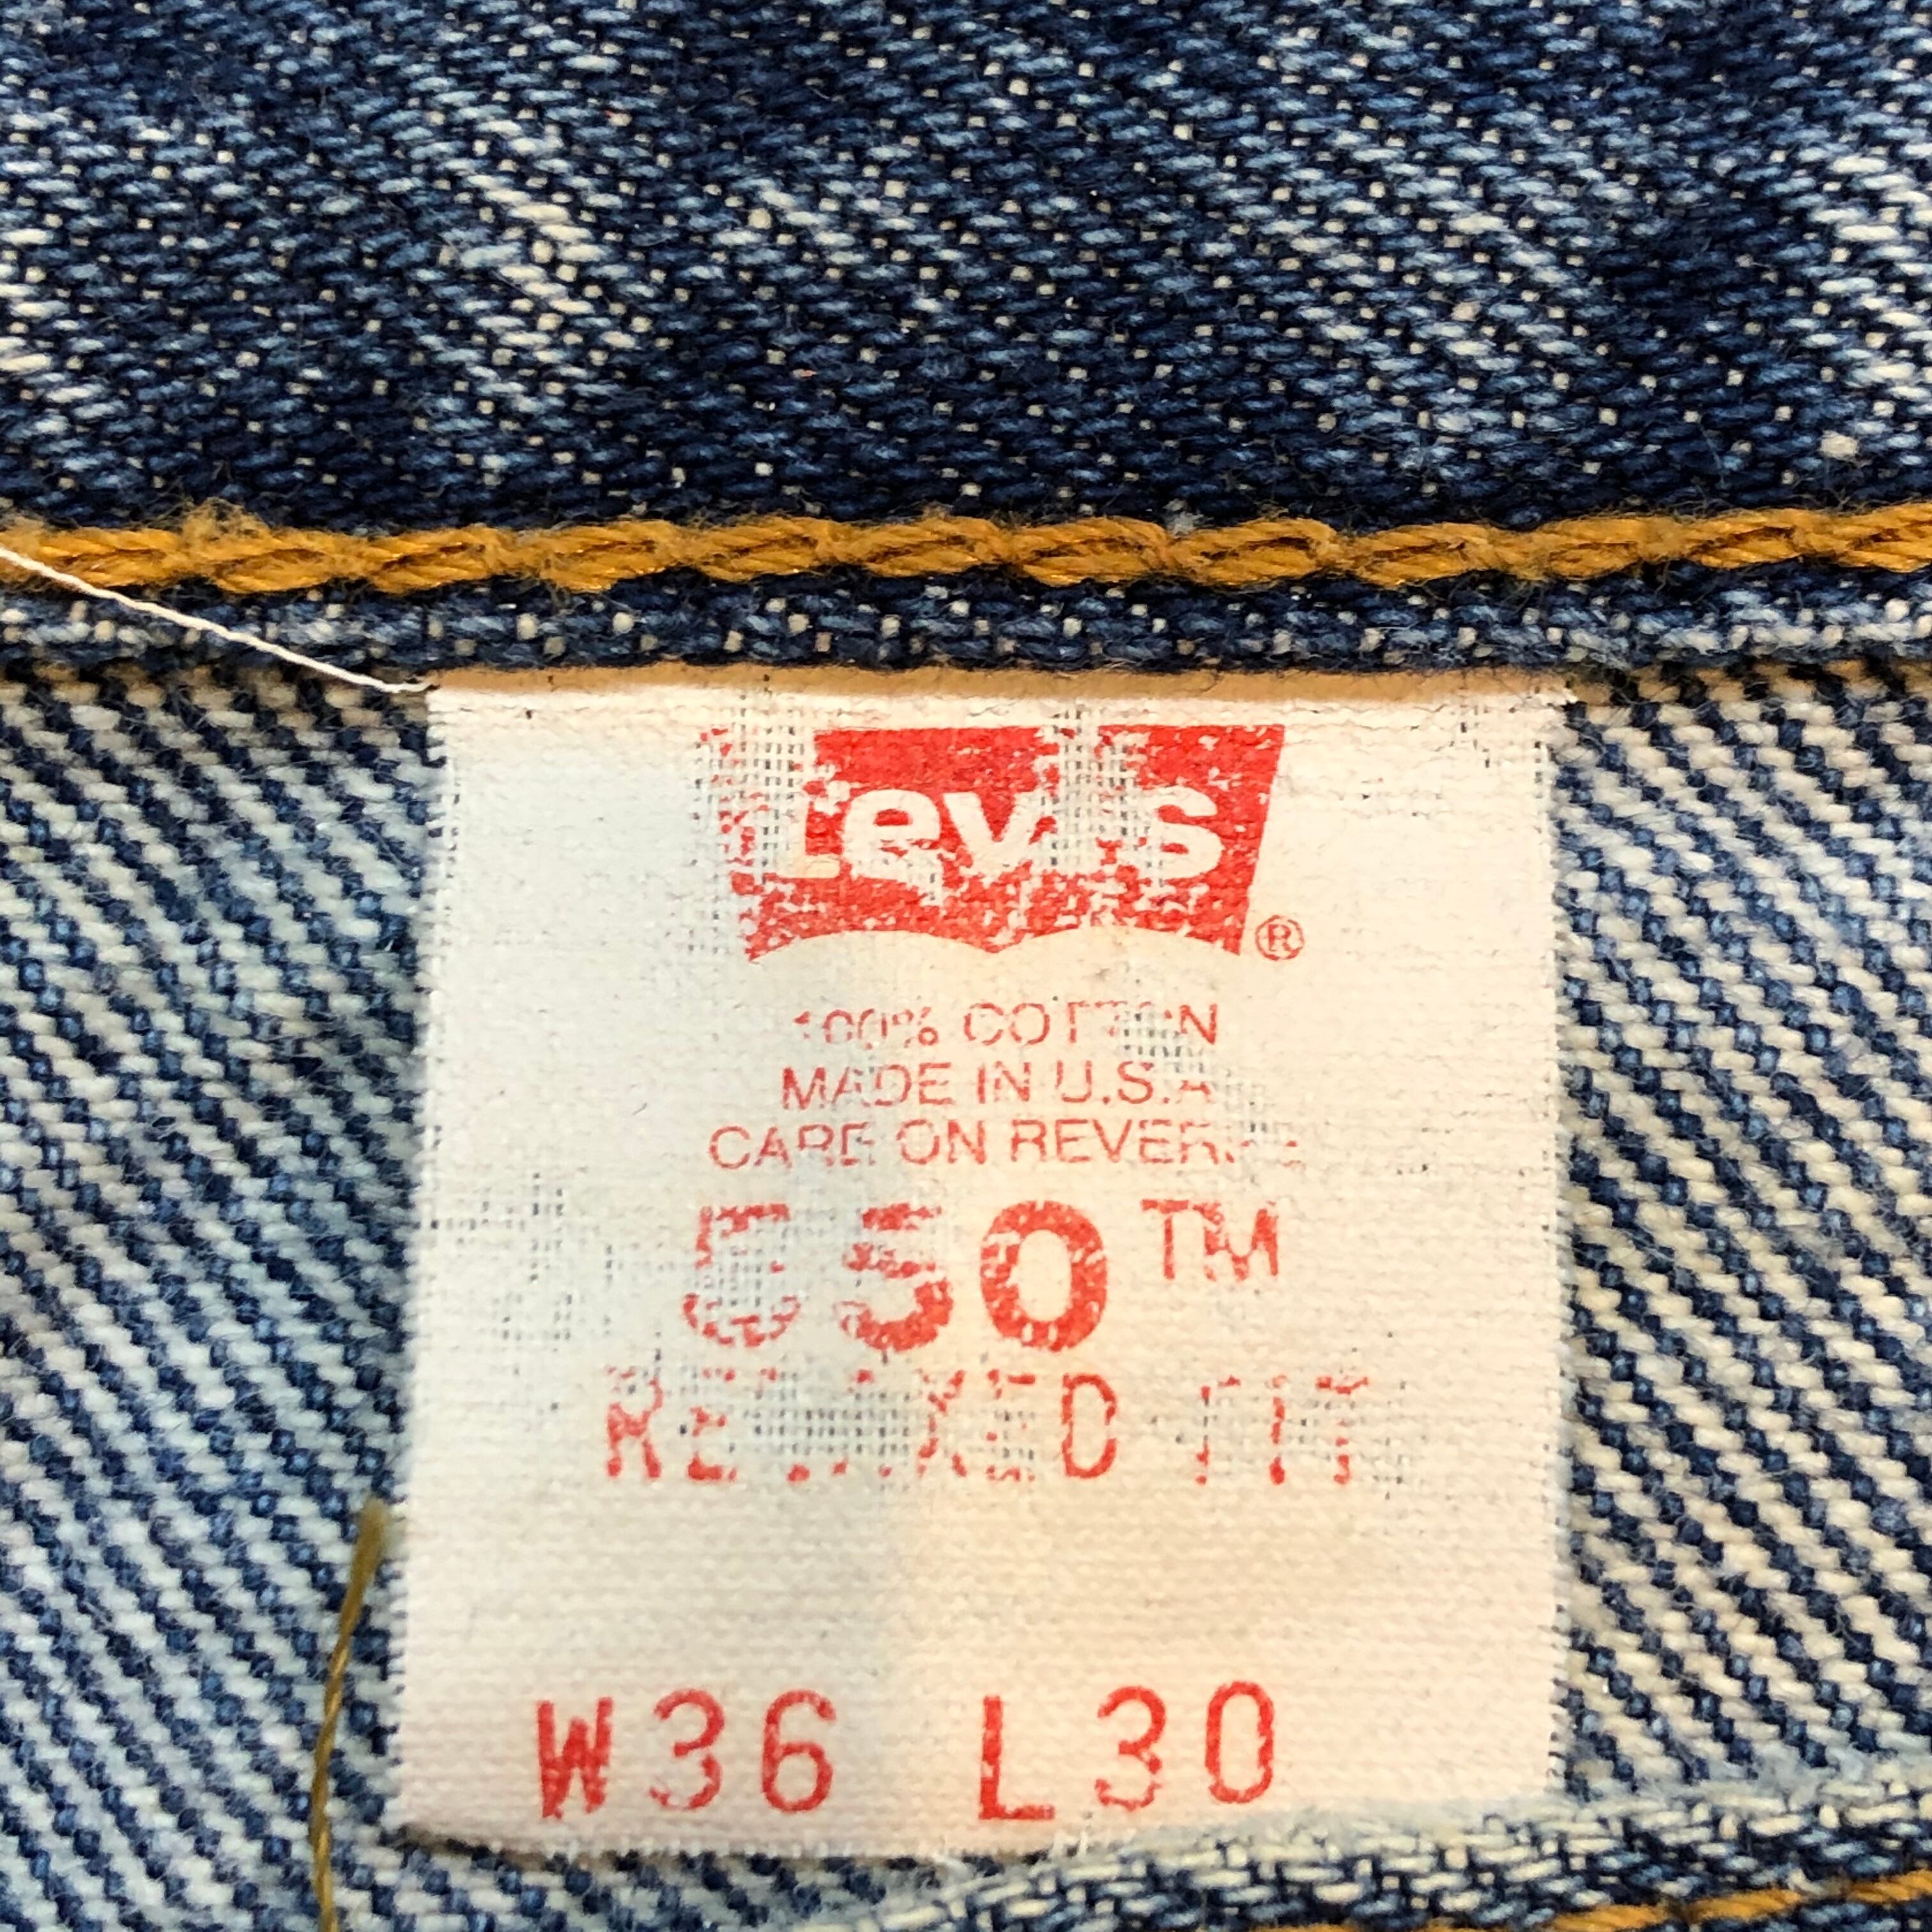 Levi's ®
100% COTTON
MADE IN U.S.A
CARE ON REVERSE
550™
RELAXED FIT
W36 L30